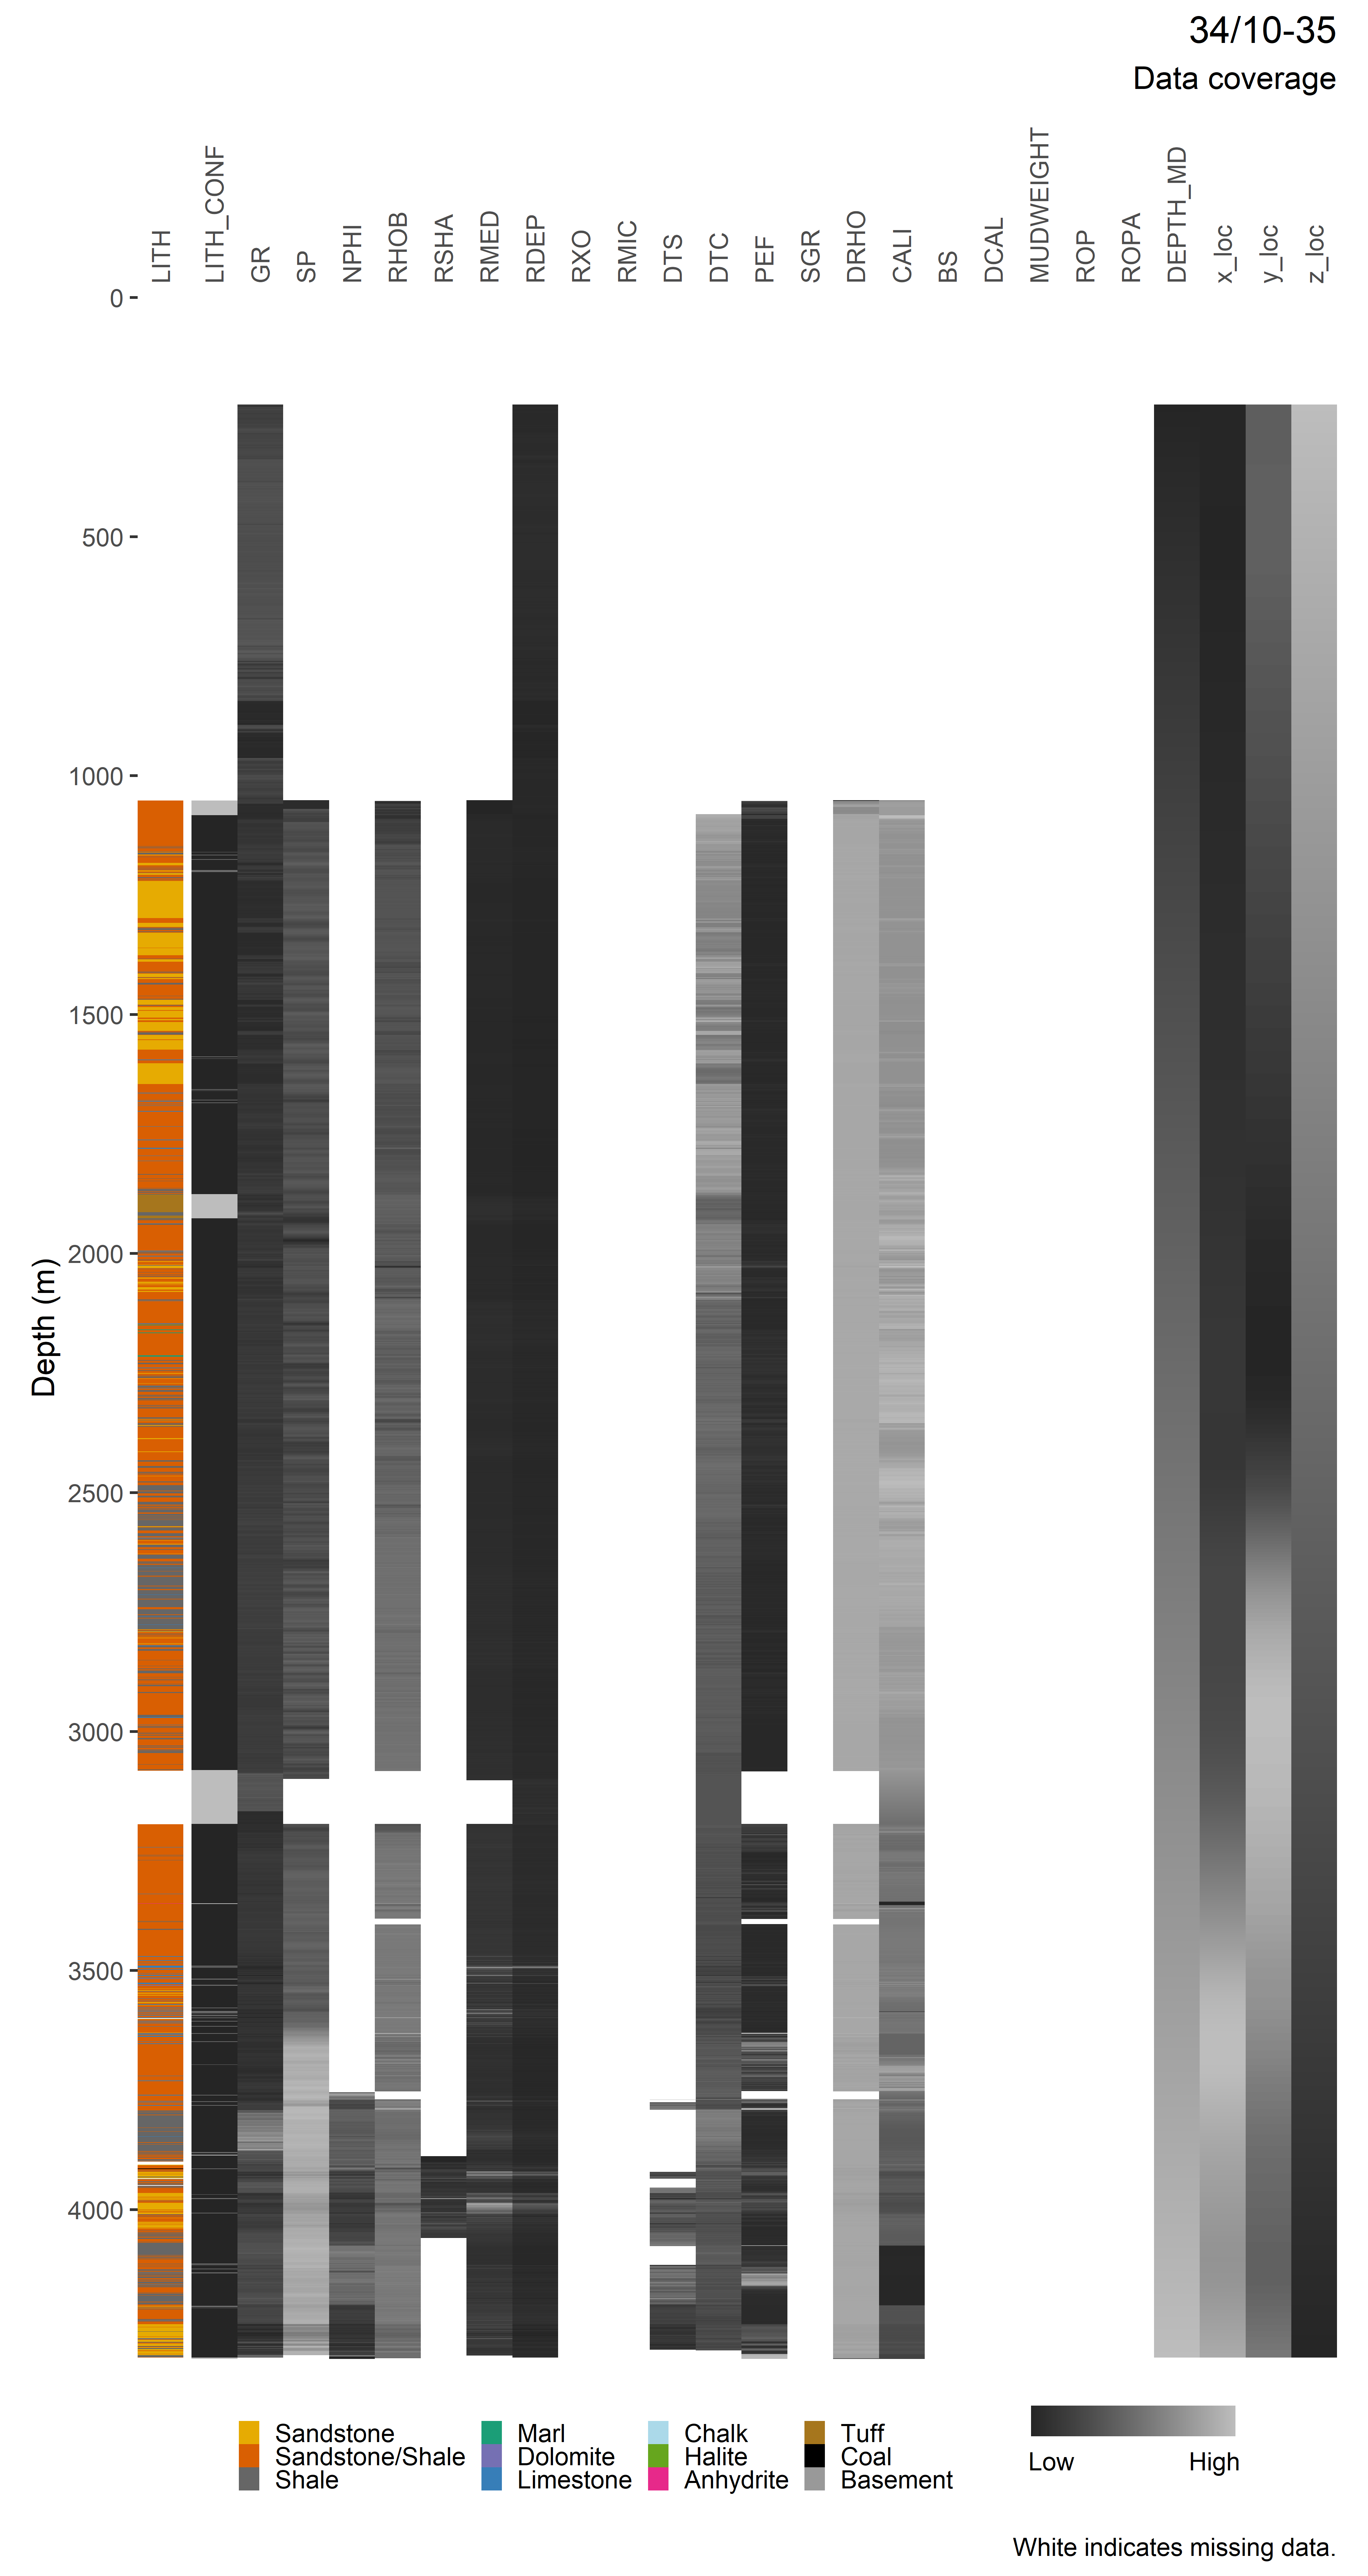 34/10-35
Data coverage
LITH
LITH_CONF
GR
SP
NPHI
RHOB
RSHA
RMED
RDEP
RXO
RMIC
DTS
DTC
PEF
SGR
DRHO
CALI
BS
DCAL
MUDWEIGHT
ROP
ROPA
DEPTH_MD
x_loc
y_loc
z_loc
0
500
1000
1500
2000
2500
3000
3500
4000
Depth (m)
Sandstone
Sandstone/Shale
Shale
Marl
Dolomite
Limestone
Chalk
Halite
Anhydrite
Tuff
Coal
Basement
Low High
White indicates missing data.